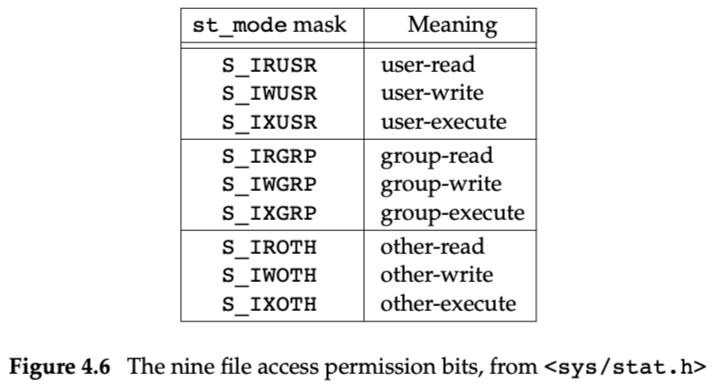 st_mode mask Meaning
S_IRUSR user-read
S_IWUSR user-write
S_IXUSR user-execute
S_IRGRP group-read
S_IWGRP group-write
S_IXGRP group-execute
S_IROTH other-read
S_IWOTH other-write
S_IXOTH other-execute
Figure 4.6 The nine file access permission bits, from <sys/stat.h>